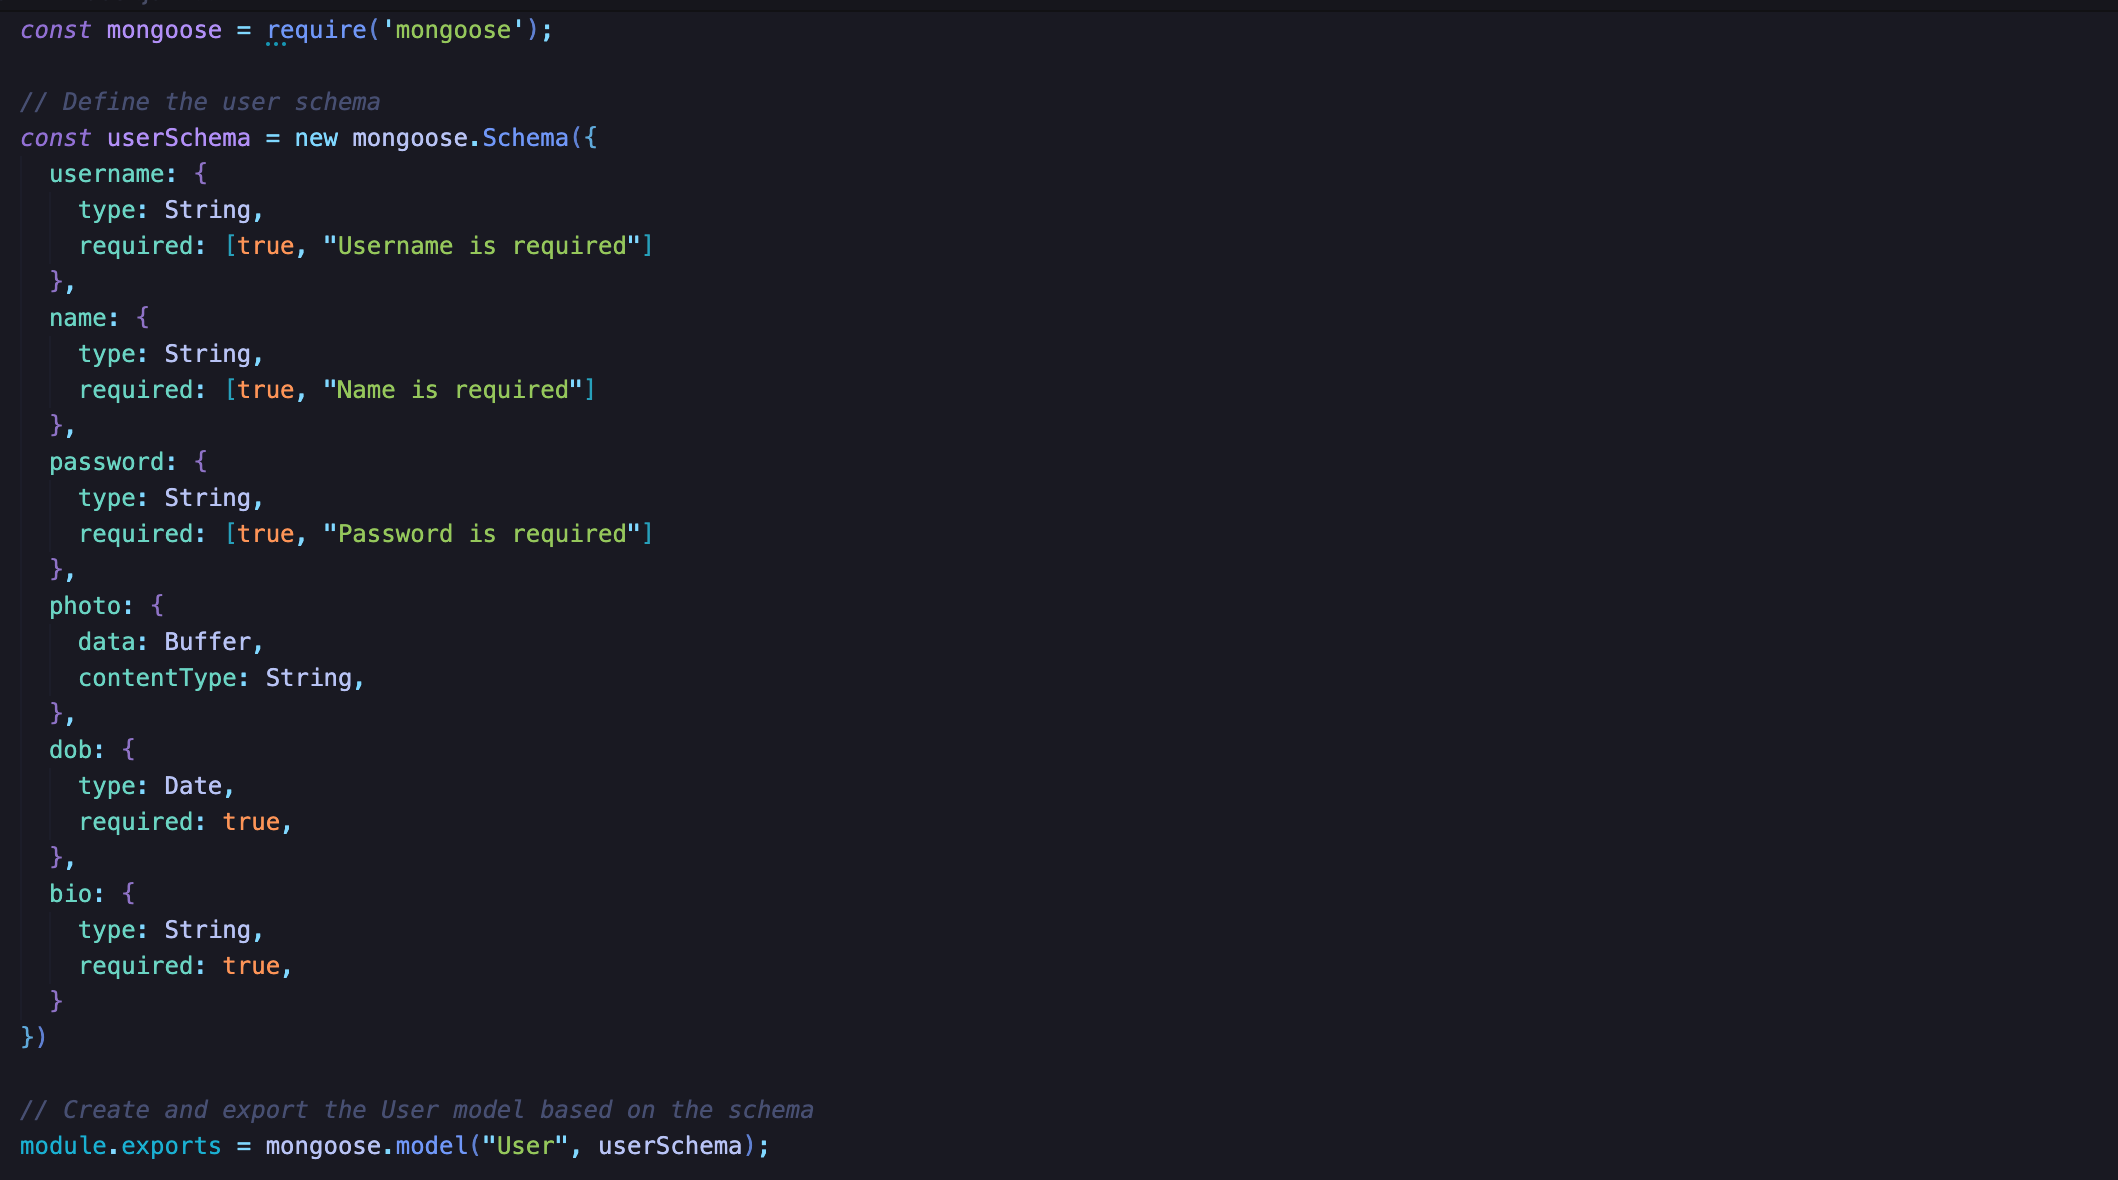 const mongoose = require('mongoose');
// Define the user schema
const userSchema = new mongoose.Schema({
  username: {
    type: String,
    required: [true, "Username is required"]
  },
  name: {
    type: String,
    required: [true, "Name is required"]
  },
  password: {
    type: String,
    required: [true, "Password is required"]
  },
  photo: {
    data: Buffer,
    contentType: String,
  },
  dob: {
    type: Date,
    required: true,
  },
  bio: {
    type: String,
    required: true,
  }
})
// Create and export the User model based on the schema
module.exports = mongoose.model("User", userSchema);